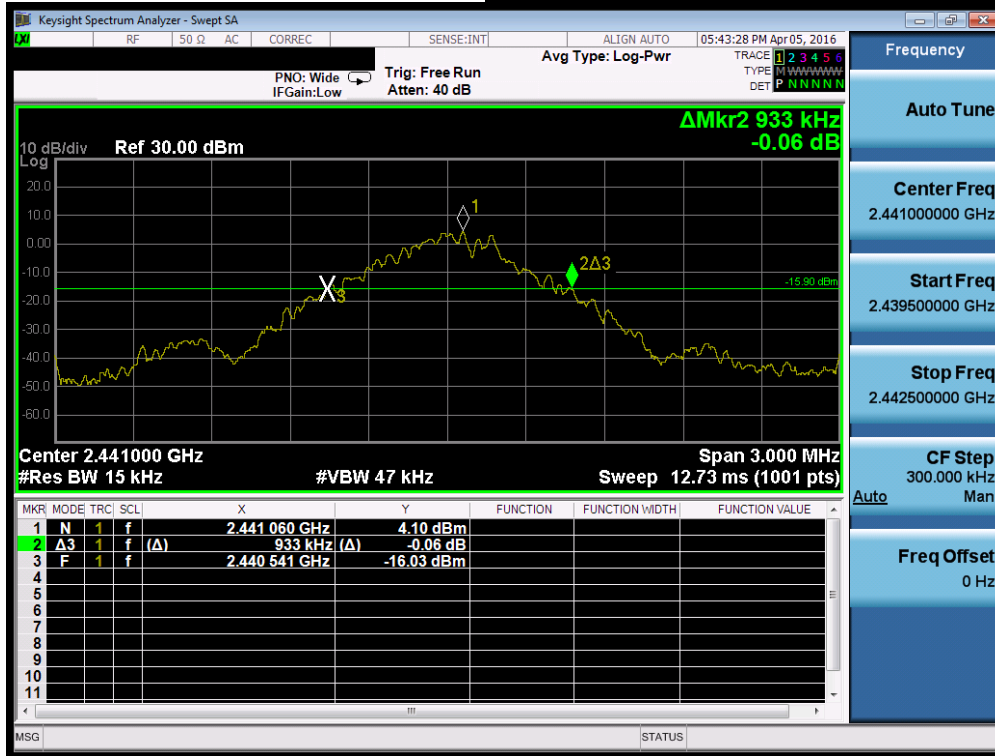 Keysight Spectrum Analyzer - Swept SA
LXI RF 50 Ω AC CORREC SENSE:INT ALIGN AUTO 05:43:28 PM Apr 05, 2016
PNO: Wide Trig: Free Run Avg Type: Log-Pwr TRACE 1 2 3 4 5 6
IFGain:Low Atten: 40 dB TYPE M WWWWW
DET P N N N N N
ΔMkr2 933 kHz
-0.06 dB
10 dB/div Ref 30.00 dBm
Log
20.0
10.0
0.00
-10.0
-20.0
-30.0
-40.0
-50.0
-60.0
1
2Δ3
X3
-15.90 dBm
Center 2.441000 GHz Span 3.000 MHz
#Res BW 15 kHz #VBW 47 kHz Sweep 12.73 ms (1001 pts)
MKR MODE TRC SCL X Y FUNCTION FUNCTION WIDTH FUNCTION VALUE
1 N 1 f 2.441 060 GHz 4.10 dBm
2 Δ3 1 f (Δ) 933 kHz (Δ) -0.06 dB
3 F 1 f 2.440 541 GHz -16.03 dBm
4
5
6
7
8
9
10
11
MSG STATUS
Frequency
Auto Tune
Center Freq
2.441000000 GHz
Start Freq
2.439500000 GHz
Stop Freq
2.442500000 GHz
CF Step
300.000 kHz
Auto Man
Freq Offset
0 Hz